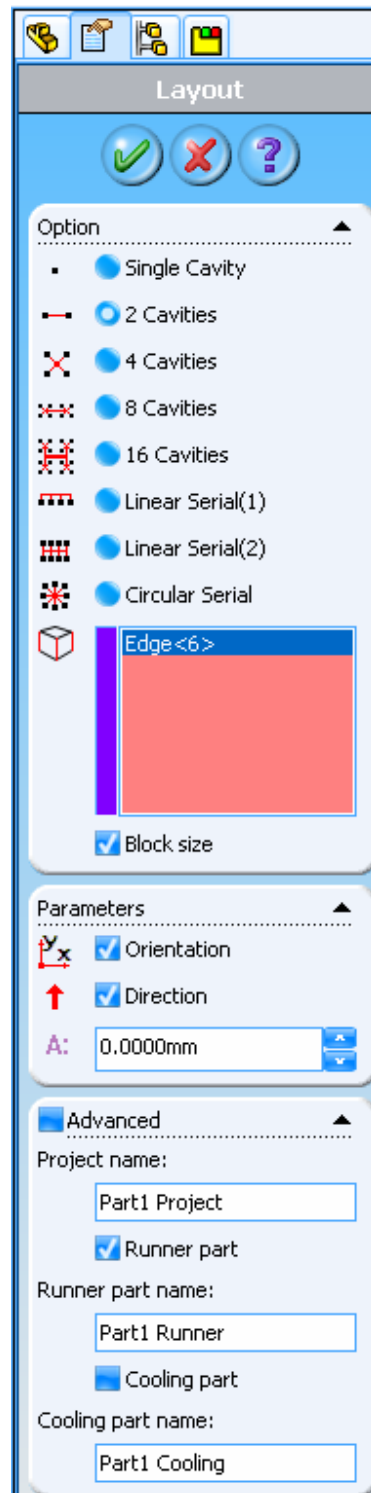 Layout
Option
Single Cavity
2 Cavities
4 Cavities
8 Cavities
16 Cavities
Linear Serial(1)
Linear Serial(2)
Circular Serial
Edge<6>
Block size
Parameters
Orientation
Direction
A: 0.0000mm
Advanced
Project name:
Part1 Project
Runner part
Runner part name:
Part1 Runner
Cooling part
Cooling part name:
Part1 Cooling